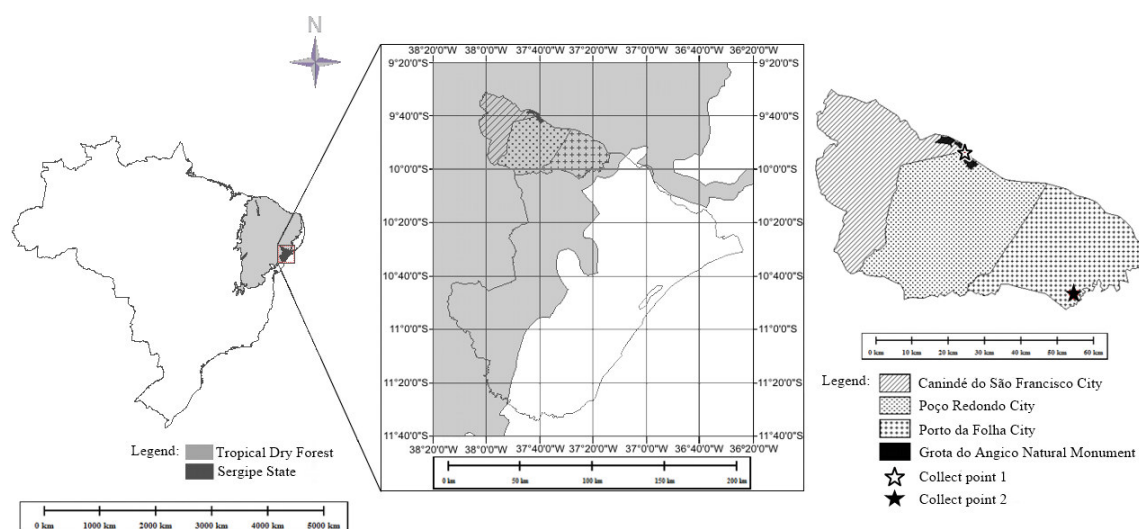 N
38°20'0"W 38°00'0"W 37°40'0"W 37°20'0"W 37°0'0"W 36°40'0"W 36°20'0"W
9°20'0"S 9°20'0"S
9°40'0"S 9°40'0"S
10°00'0"S 10°00'0"S
10°20'0"S 10°20'0"S
10°40'0"S 10°40'0"S
11°00'0"S 11°00'0"S
11°20'0"S 11°20'0"S
11°40'0"S 11°40'0"S
38°20'0"W 38°00'0"W 37°40'0"W 37°20'0"W 37°0'0"W 36°40'0"W 36°20'0"W
0 km 50 km 100 km 150 km 200 km
Legend: Tropical Dry Forest
Sergipe State
0 km 1000 km 2000 km 3000 km 4000 km 5000 km
0 km 10 km 20 km 30 km 40 km 50 km 60 km
Legend: Canindé do São Francisco City
Poço Redondo City
Porto da Folha City
Grota do Angico Natural Monument
Collect point 1
Collect point 2